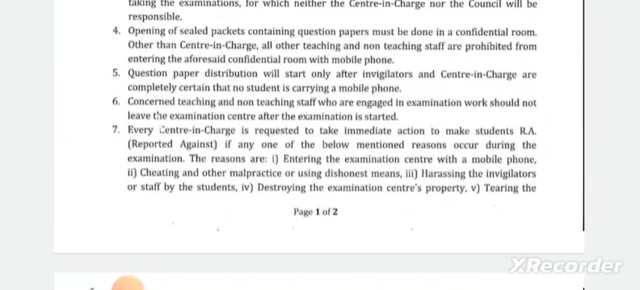 taking the examinations, for which neither the Centre-in-Charge nor the Council will be
responsible.
4. Opening of sealed packets containing question papers must be done in a confidential room.
Other than Centre-in-Charge, all other teaching and non teaching staff are prohibited from
entering the aforesaid confidential room with mobile phone.
5. Question paper distribution will start only after invigilators and Centre-in-Charge are
completely certain that no student is carrying a mobile phone.
6. Concerned teaching and non teaching staff who are engaged in examination work should not
leave the examination centre after the examination is started.
7. Every Centre-in-Charge is requested to take immediate action to make students R.A.
(Reported Against) if any one of the below mentioned reasons occur during the
examination. The reasons are: i) Entering the examination centre with a mobile phone,
ii) Cheating and other malpractice or using dishonest means, iii) Harassing the invigilators
or staff by the students, iv) Destroying the examination centre's property, v) Tearing the
Page 1 of 2
XRecorder